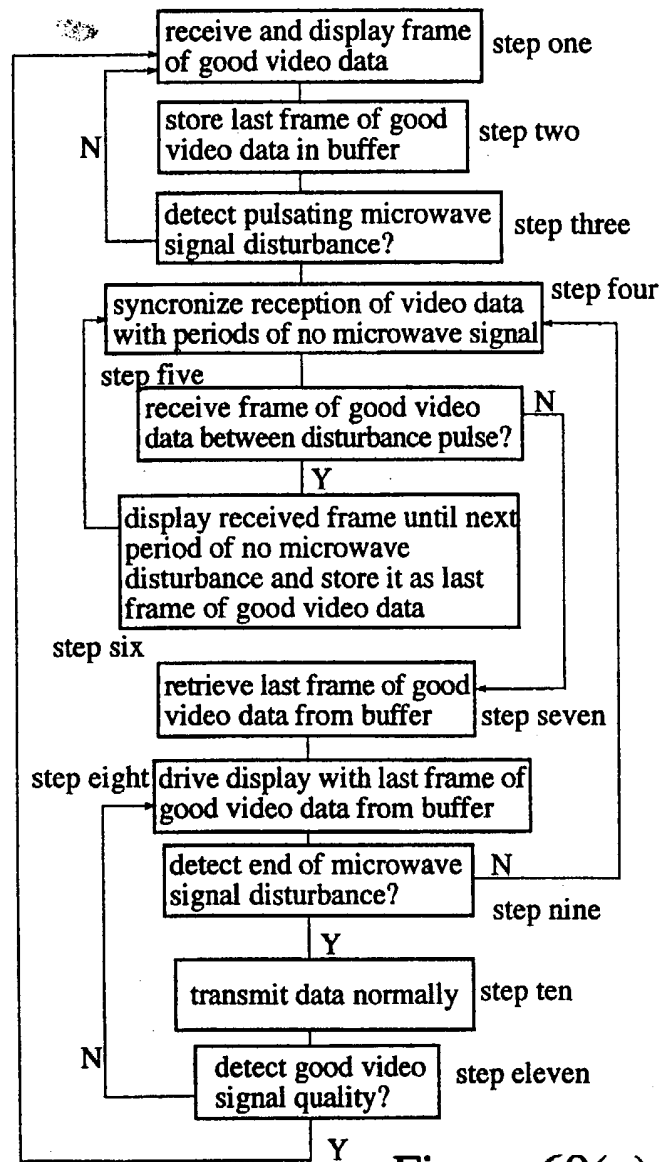 receive and display frame
of good video data
step one
store last frame of good
video data in buffer
step two
N
detect pulsating microwave
signal disturbance?
step three
syncronize reception of video data
with periods of no microwave signal
step four
step five
receive frame of good video
data between disturbance pulse?
N
Y
display received frame until next
period of no microwave
disturbance and store it as last
frame of good video data
step six
retrieve last frame of good
video data from buffer
step seven
step eight
drive display with last frame of
good video data from buffer
detect end of microwave
signal disturbance?
N
step nine
Y
transmit data normally
step ten
N
detect good video
signal quality?
step eleven
Y